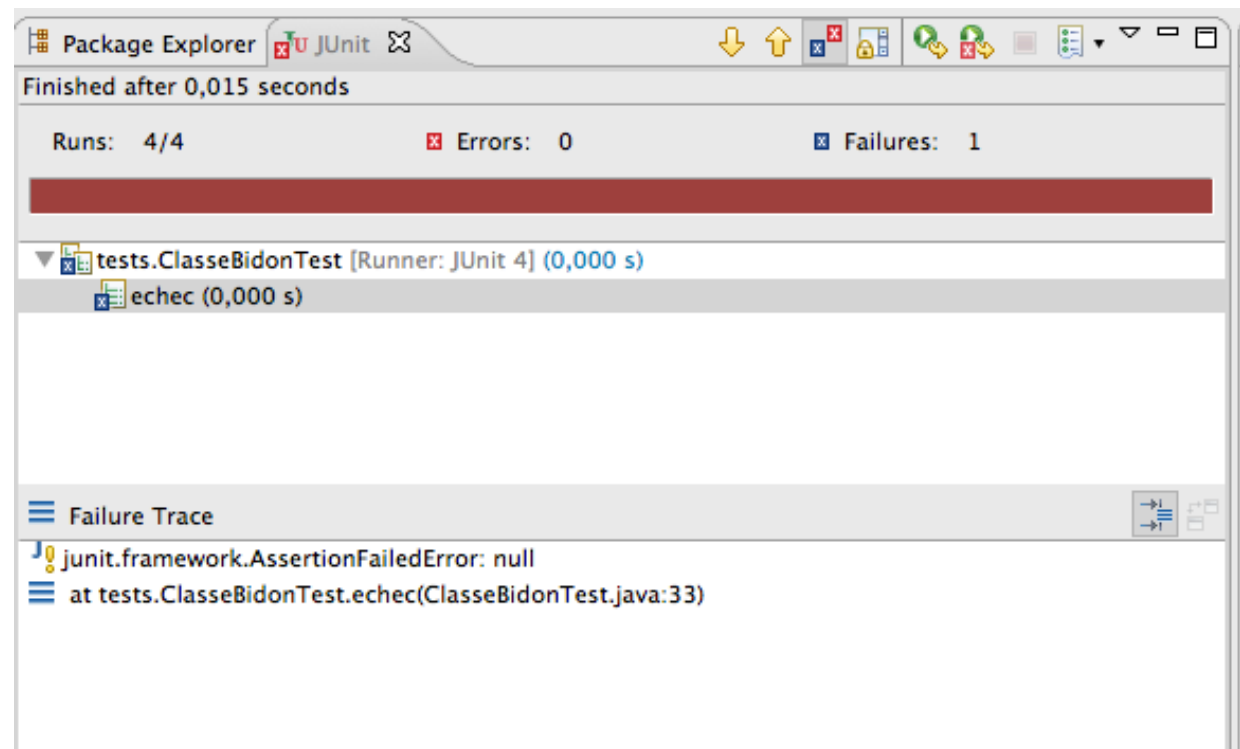 Package Explorer JUnit
Finished after 0,015 seconds
Runs: 4/4 Errors: 0 Failures: 1
tests.ClasseBidonTest [Runner: JUnit 4] (0,000 s)
echec (0,000 s)
Failure Trace
junit.framework.AssertionFailedError: null
at tests.ClasseBidonTest.echec(ClasseBidonTest.java:33)